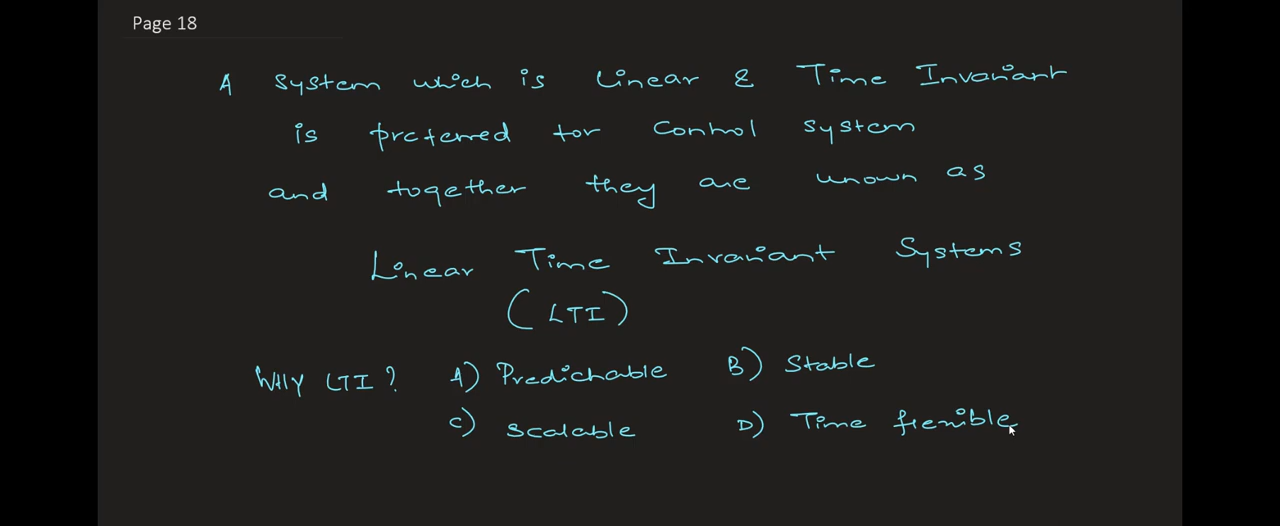 Page 18
A system which is Linear & Time Invariant
is preferred for control system
and together they are known as
Linear Time Invariant Systems
(LTI)
WHY LTI? A) Predictable B) Stable
C) Scalable D) Time flexible